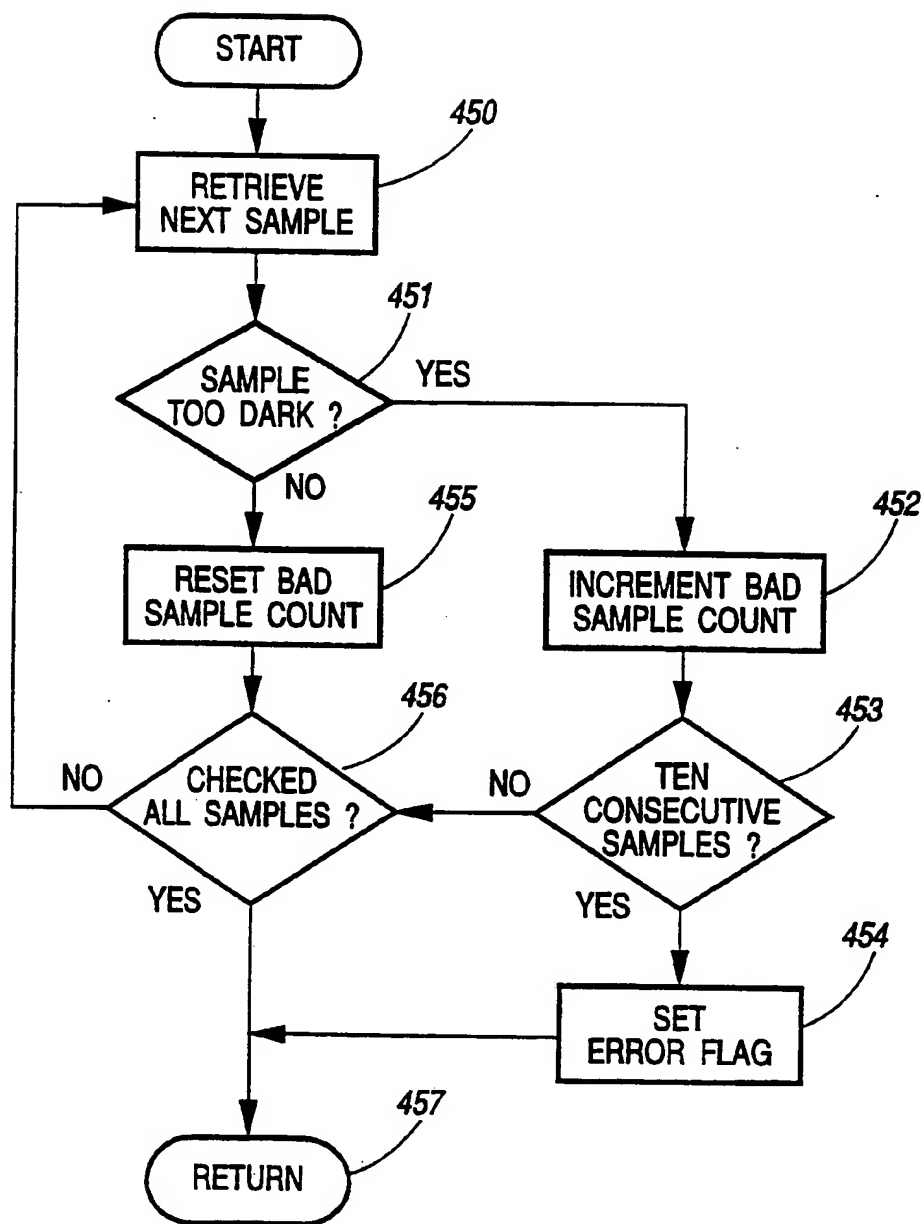 START
450
RETRIEVE
NEXT SAMPLE
451
SAMPLE
TOO DARK ?
YES
NO
455
RESET BAD
SAMPLE COUNT
452
INCREMENT BAD
SAMPLE COUNT
456
CHECKED
ALL SAMPLES ?
NO
YES
453
TEN
CONSECUTIVE
SAMPLES ?
NO
YES
454
SET
ERROR FLAG
457
RETURN